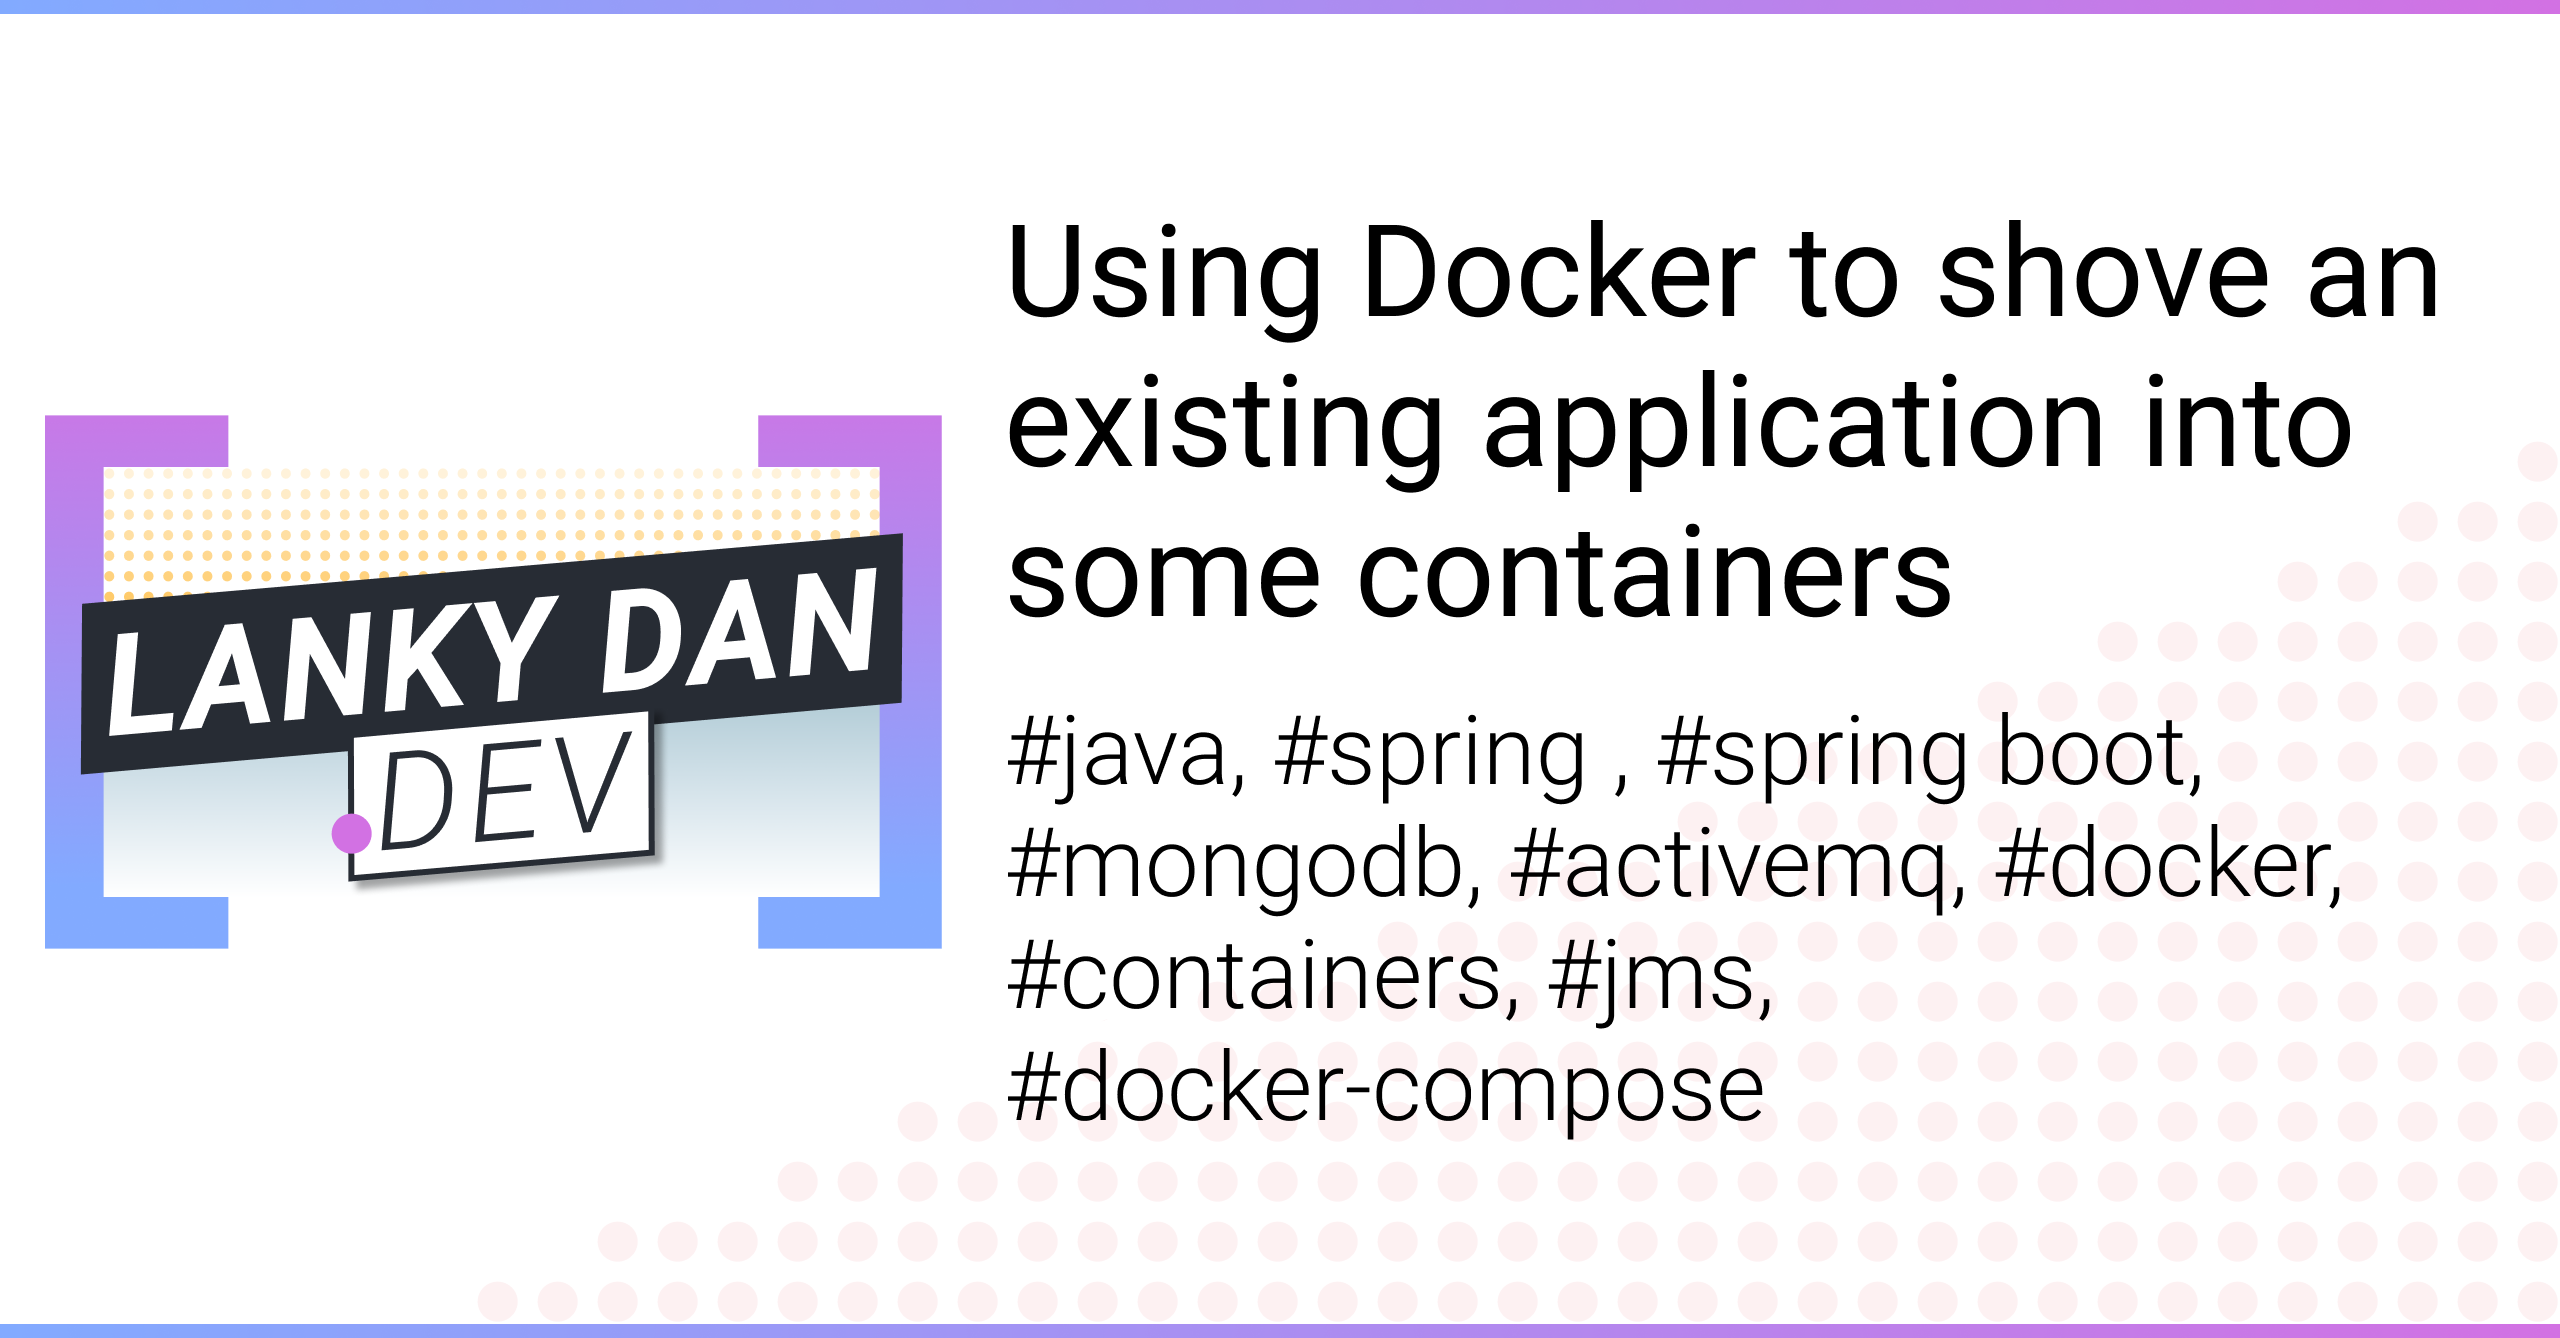 LANKY DAN
.DEV
Using Docker to shove an
existing application into
some containers
#java, #spring , #spring boot,
#mongodb, #activemq, #docker,
#containers, #jms,
#docker-compose